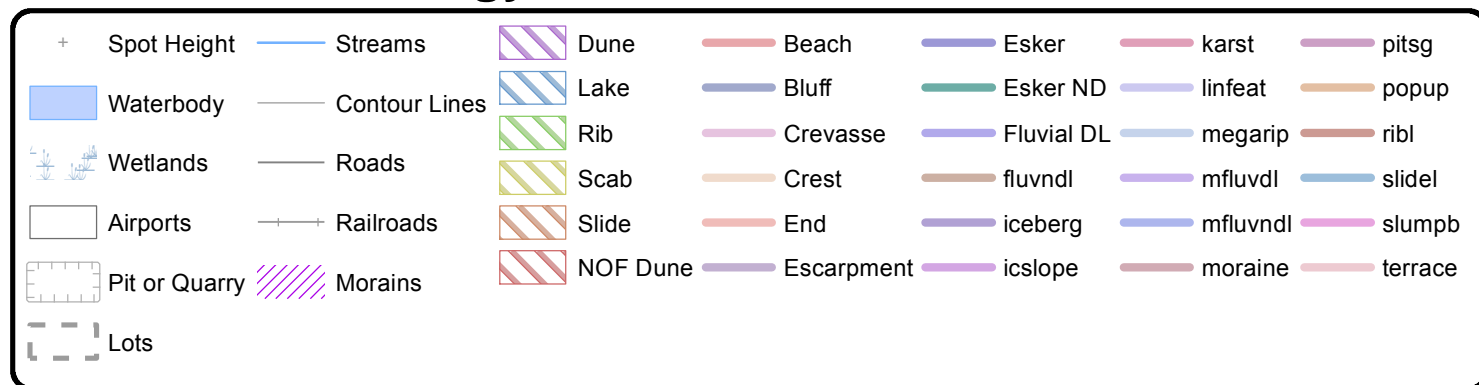 gy
Spot Height
Waterbody
Wetlands
Airports
Pit or Quarry
Lots
Streams
Contour Lines
Roads
Railroads
Morains
Dune
Lake
Rib
Scab
Slide
NOF Dune
Beach
Bluff
Crevasse
Crest
End
Escarpment
Esker
Esker ND
Fluvial DL
fluvndl
iceberg
icslope
karst
linfeat
megarip
mfluvdl
mfluvndl
moraine
pitsg
popup
ribl
slidel
slumpb
terrace